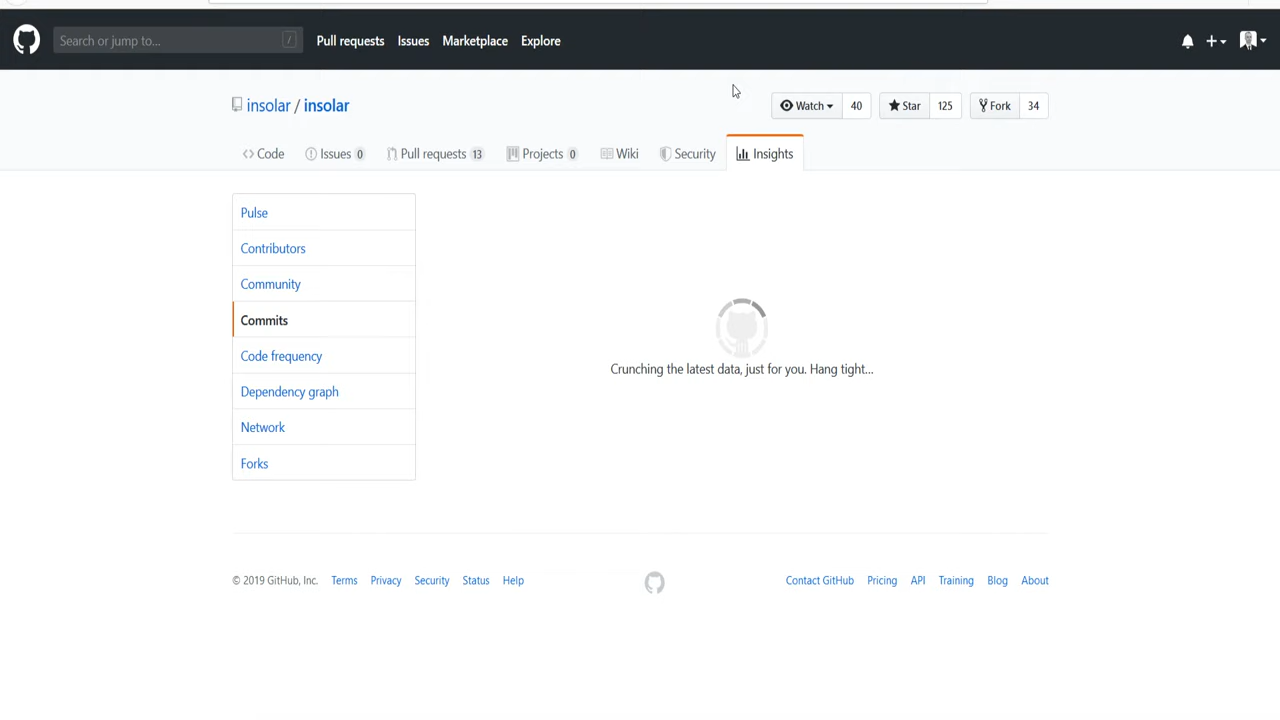 Search or jump to... / Pull requests Issues Marketplace Explore
insolar / insolar Watch 40 Star 125 Fork 34
Code Issues 0 Pull requests 13 Projects 0 Wiki Security Insights
Pulse
Contributors
Community
Commits
Code frequency
Dependency graph
Network
Forks
Crunching the latest data, just for you. Hang tight...
© 2019 GitHub, Inc. Terms Privacy Security Status Help Contact GitHub Pricing API Training Blog About